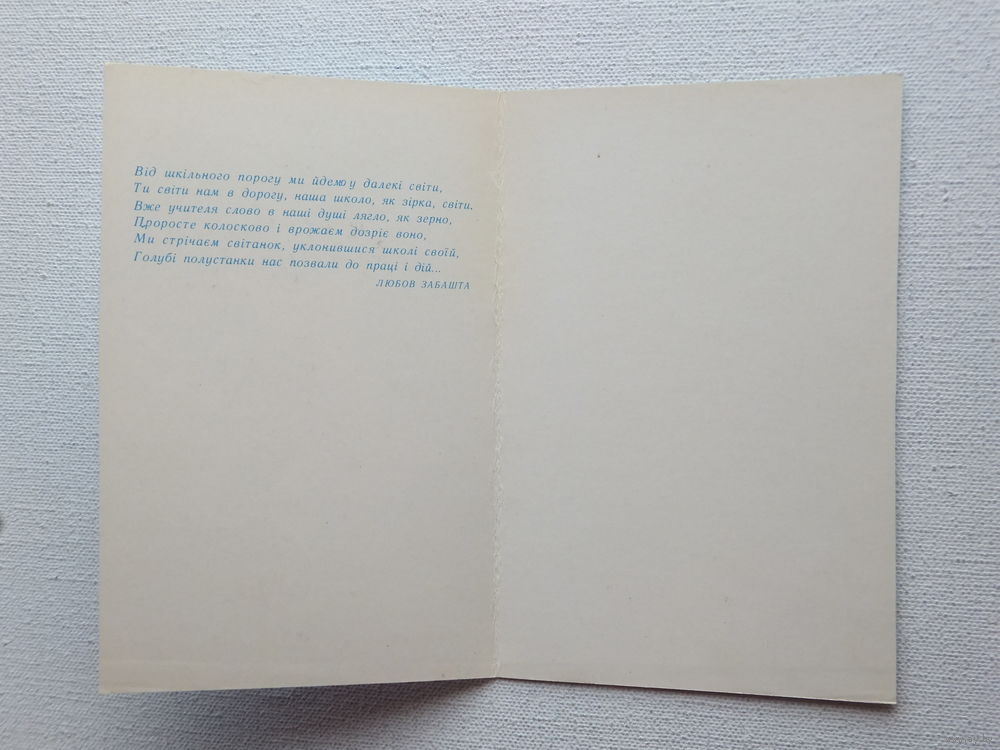 Від шкільного порогу ми йдемо у далекі світи,
Ти світи нам в дорогу, наша школо, як зірка, світи.
Вже учителя слово в наші душі лягло, як зерно,
Проросте колосково і врожаєм дозріє воно,
Ми стрічаєм світанок, уклонившися школі своїй,
Голубі полустанки нас позвали до праці і дій...
ЛЮБОВ ЗАБАШТА